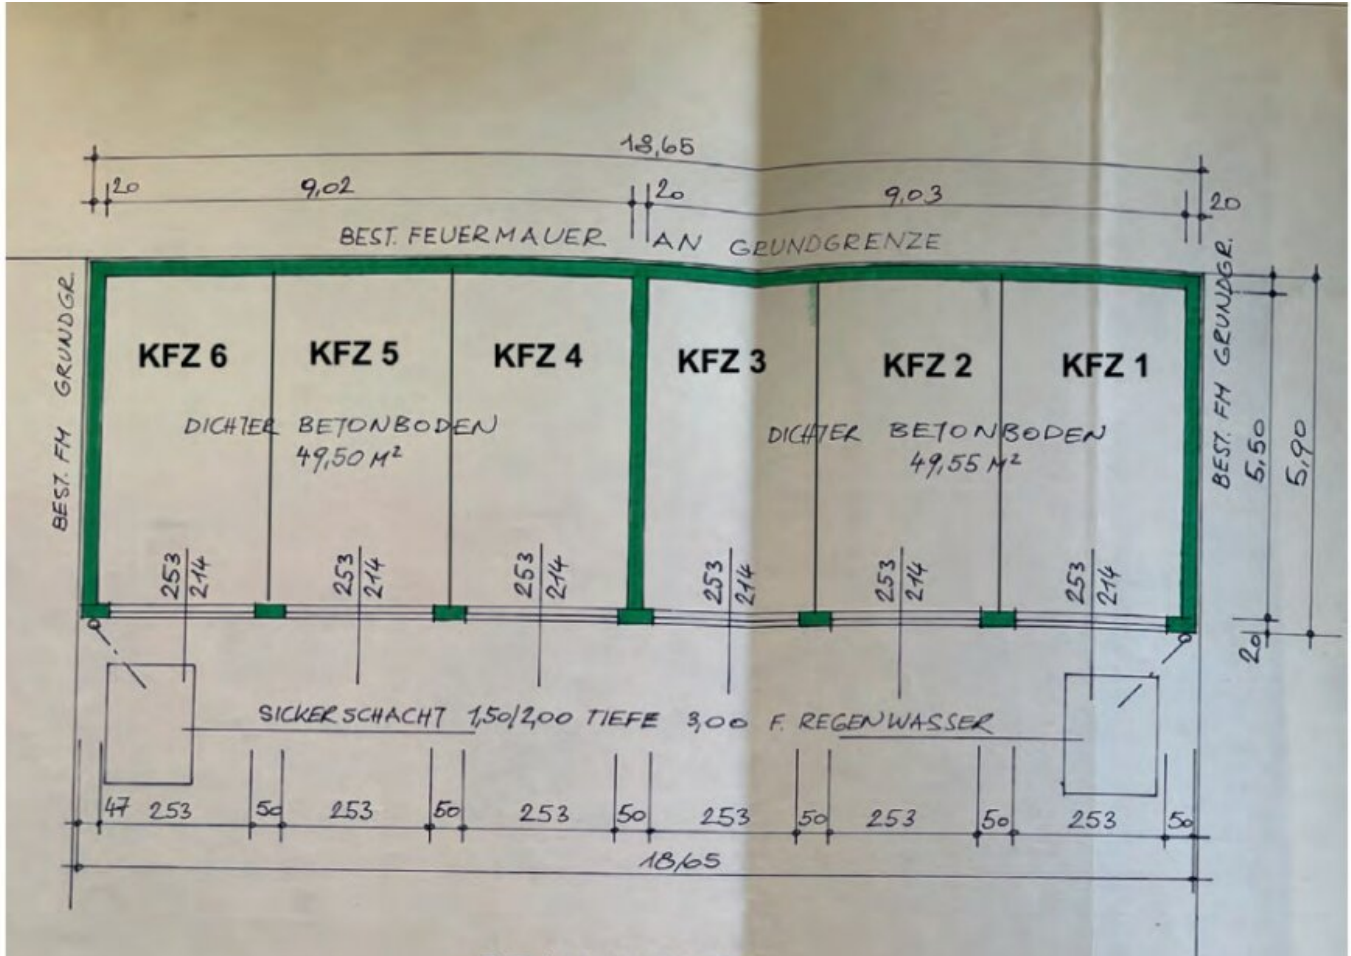 18,65
20 9,02 20 9,03 20
BEST. FEUERMAUER AN GRUNDGRENZE
BEST. FM GRUNDGR.
BEST. FM GRUNDGR.
KFZ 6 KFZ 5 KFZ 4 KFZ 3 KFZ 2 KFZ 1
DICHTER BETONBODEN
49,50 M²
DICHTER BETONBODEN
49,55 M²
5,50
5,90
20
253 253 253 253 253 253
214 214 214 214 214 214
SICKERSCHACHT 1,50/2,00 TIEFE 3,00 F. REGENWASSER
47 253 50 253 50 253 50 253 50 253 50 253 50
18,65